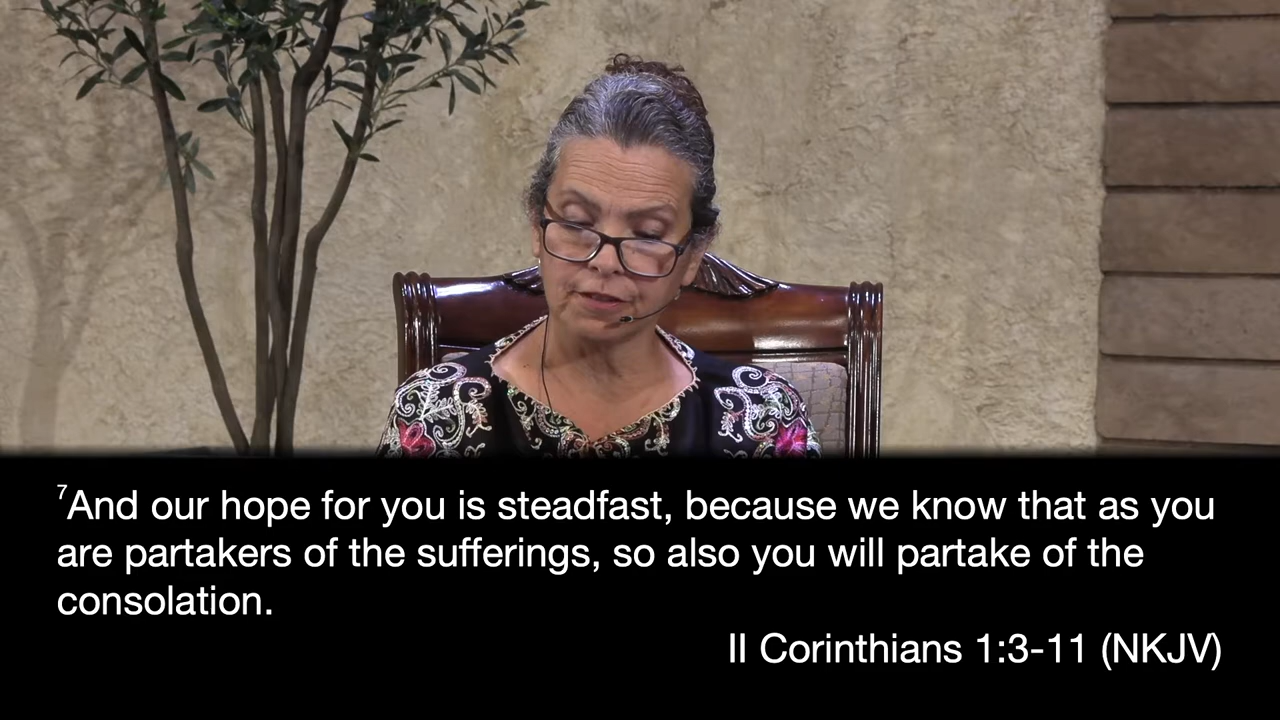 ⁷And our hope for you is steadfast, because we know that as you
are partakers of the sufferings, so also you will partake of the
consolation.
II Corinthians 1:3-11 (NKJV)